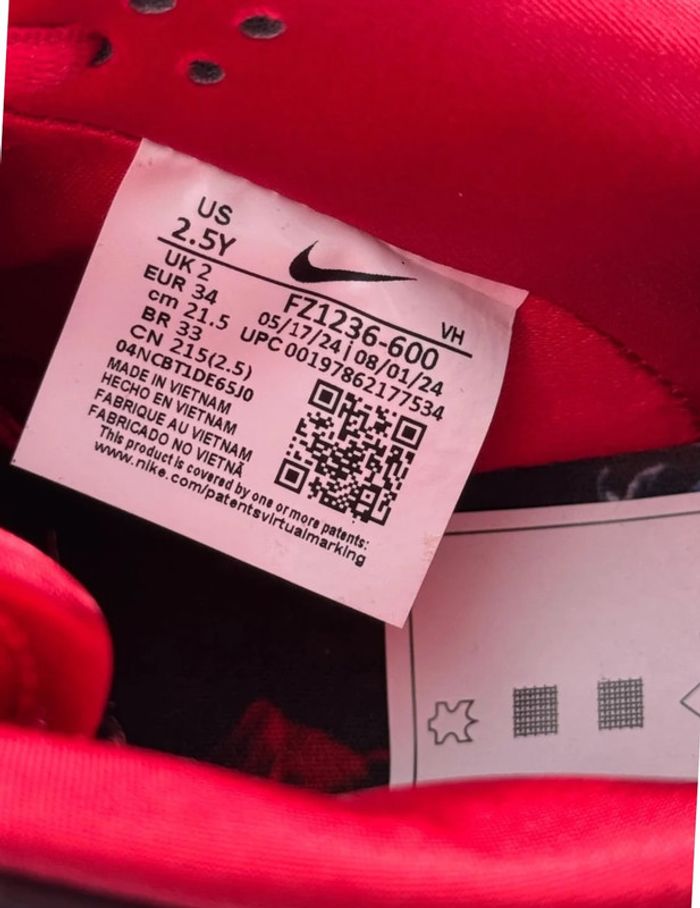 US
2.5Y
UK 2
EUR 34
cm 21.5
BR 33
CN 215(2.5)
VH
FZ1236-600
05/17/24 | 08/01/24
UPC 00197862177534
04NCBT1DE65J0
MADE IN VIETNAM
HECHO EN VIETNAM
FABRIQUE AU VIETNAM
FABRICADO NO VIETNÃ
This product is covered by one or more patents:
www.nike.com/patentsvirtualmarking